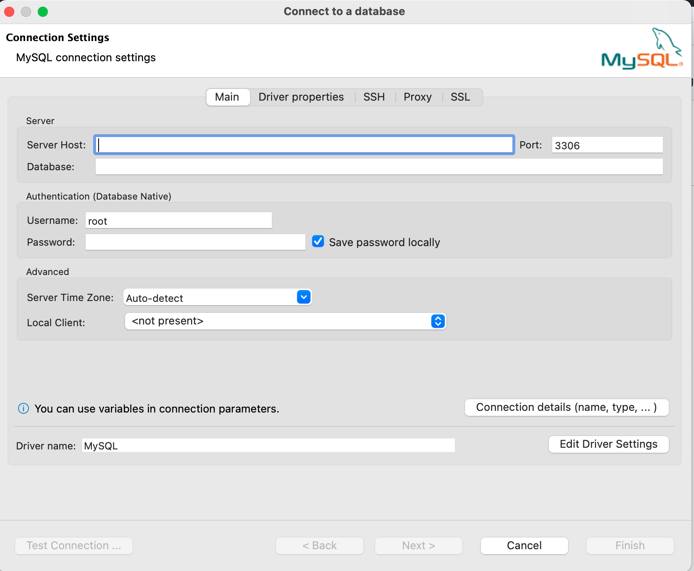 Connect to a database
Connection Settings
MySQL connection settings
MySQL®
Main Driver properties SSH Proxy SSL
Server
Server Host: Port: 3306
Database:
Authentication (Database Native)
Username: root
Password: Save password locally
Advanced
Server Time Zone: Auto-detect
Local Client: <not present>
You can use variables in connection parameters. Connection details (name, type, ... )
Driver name: MySQL Edit Driver Settings
Test Connection ... < Back Next > Cancel Finish